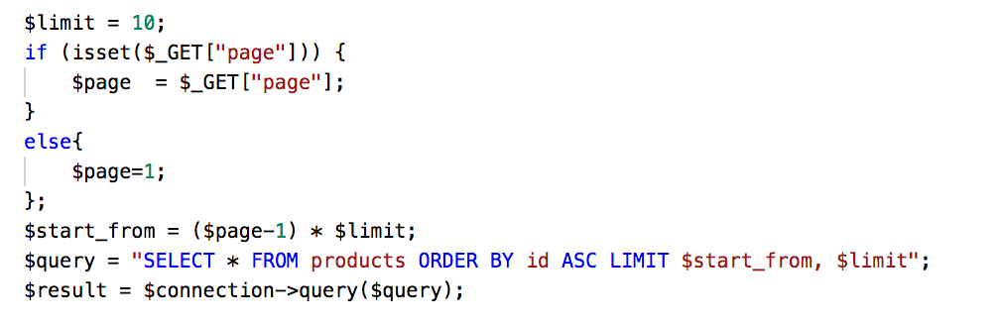 $limit = 10;
if (isset($_GET["page"])) {
    $page  = $_GET["page"];
}
else{
    $page=1;
};
$start_from = ($page-1) * $limit;
$query = "SELECT * FROM products ORDER BY id ASC LIMIT $start_from, $limit";
$result = $connection->query($query);